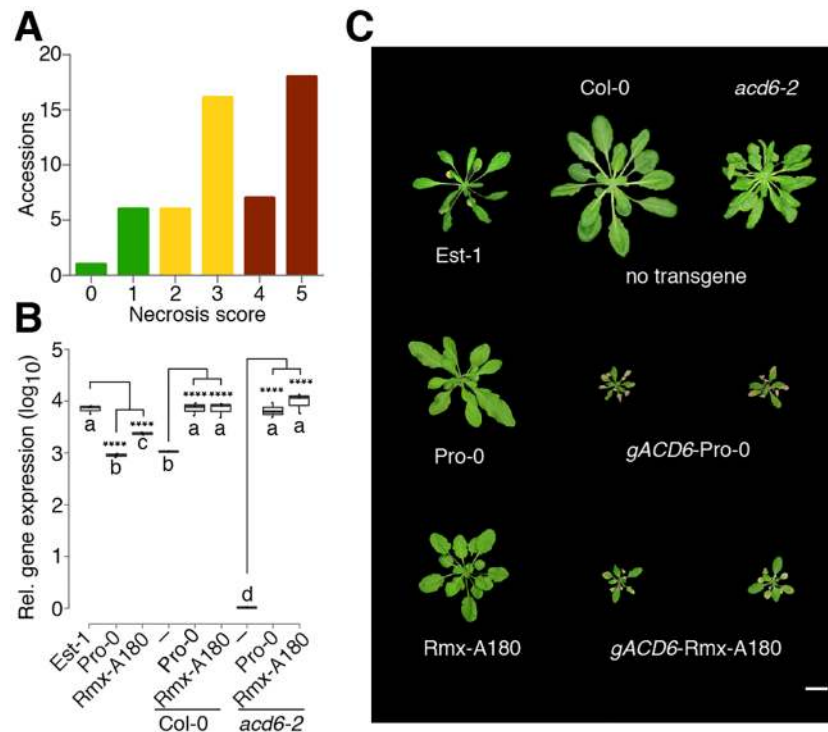 A
20
15
10
5
0
Accessions
0 1 2 3 4 5
Necrosis score
B
5
4
3
2
1
0
Rel. gene expression (log10)
**** **** **** **** **** ****
a b c b a a d a a
Est-1 Pro-0 Rmx-A180 – Pro-0 Rmx-A180 – Pro-0 Rmx-A180
Col-0 acd6-2
C
Col-0 acd6-2
Est-1
no transgene
Pro-0 gACD6-Pro-0
Rmx-A180 gACD6-Rmx-A180